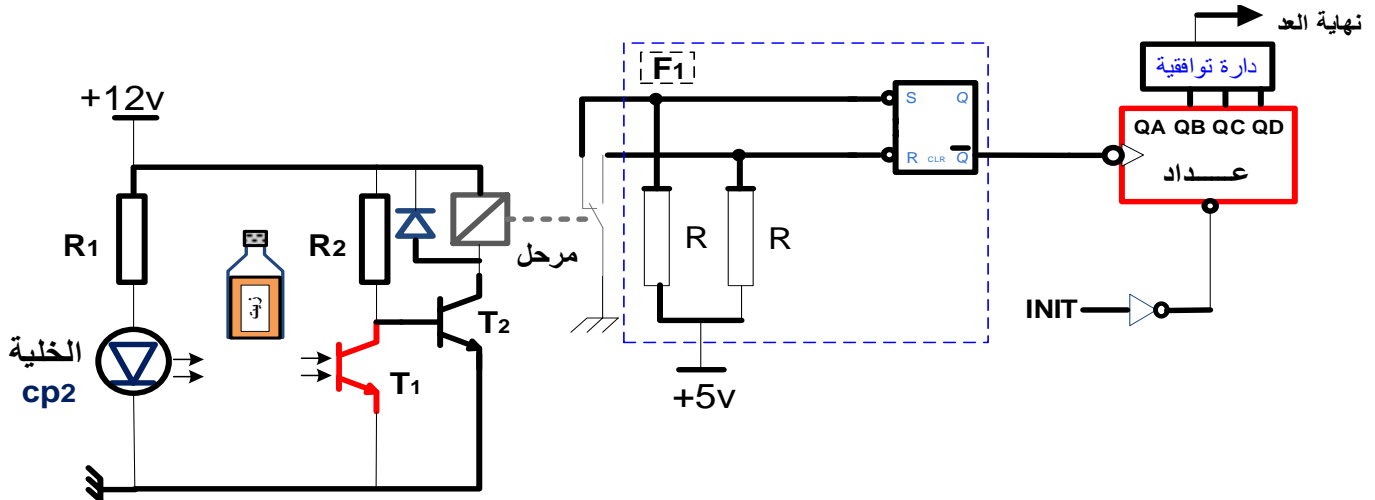 نهاية العد
دارة توافقية
QA QB QC QD
عـــداد
F1
S Q
R CLR Q
+12v
R1
R2
R R
مرحل
T2
T1
INIT
الخلية
cp2
+5v